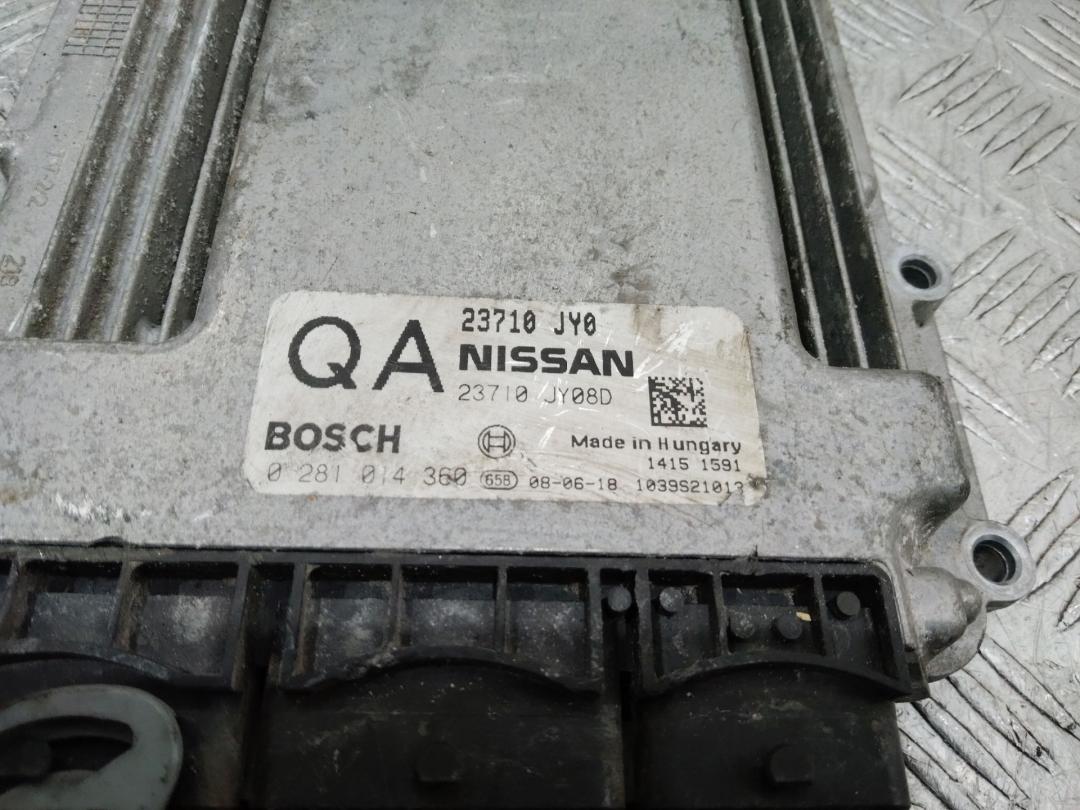 QA
23710 JY0
NISSAN
23710 JY08D
BOSCH
Made in Hungary
1415 1591
0 281 014 360 658 08-06-18 1039S21013